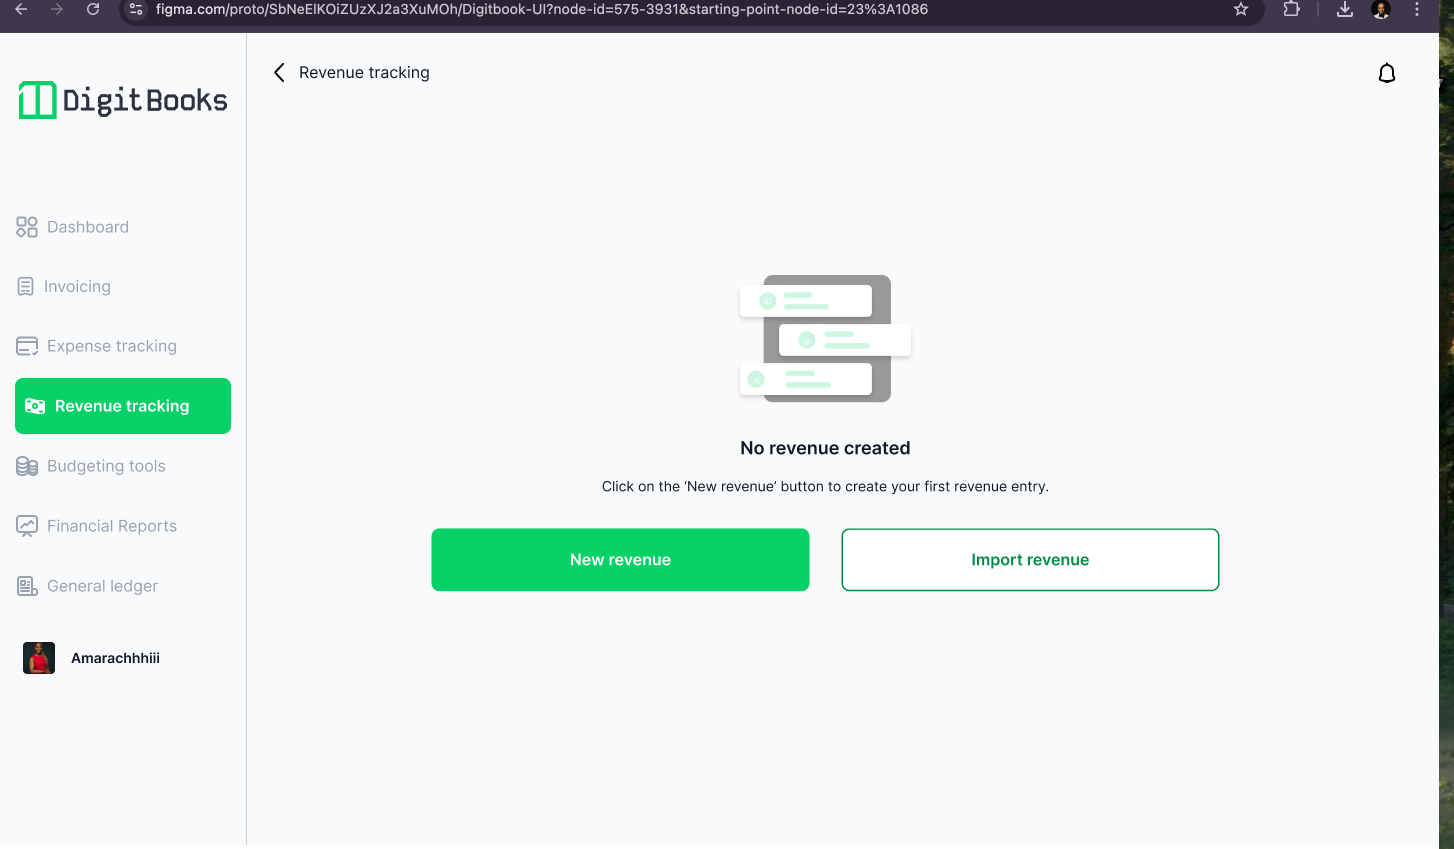 figma.com/proto/SbNeElKOiZUzXJ2a3XuMOh/Digitbook-UI?node-id=575-3931&starting-point-node-id=23%3A1086
DigitBooks
Revenue tracking
Dashboard
Invoicing
Expense tracking
Revenue tracking
Budgeting tools
Financial Reports
General ledger
Amarachhhiii
No revenue created
Click on the ‘New revenue’ button to create your first revenue entry.
New revenue
Import revenue